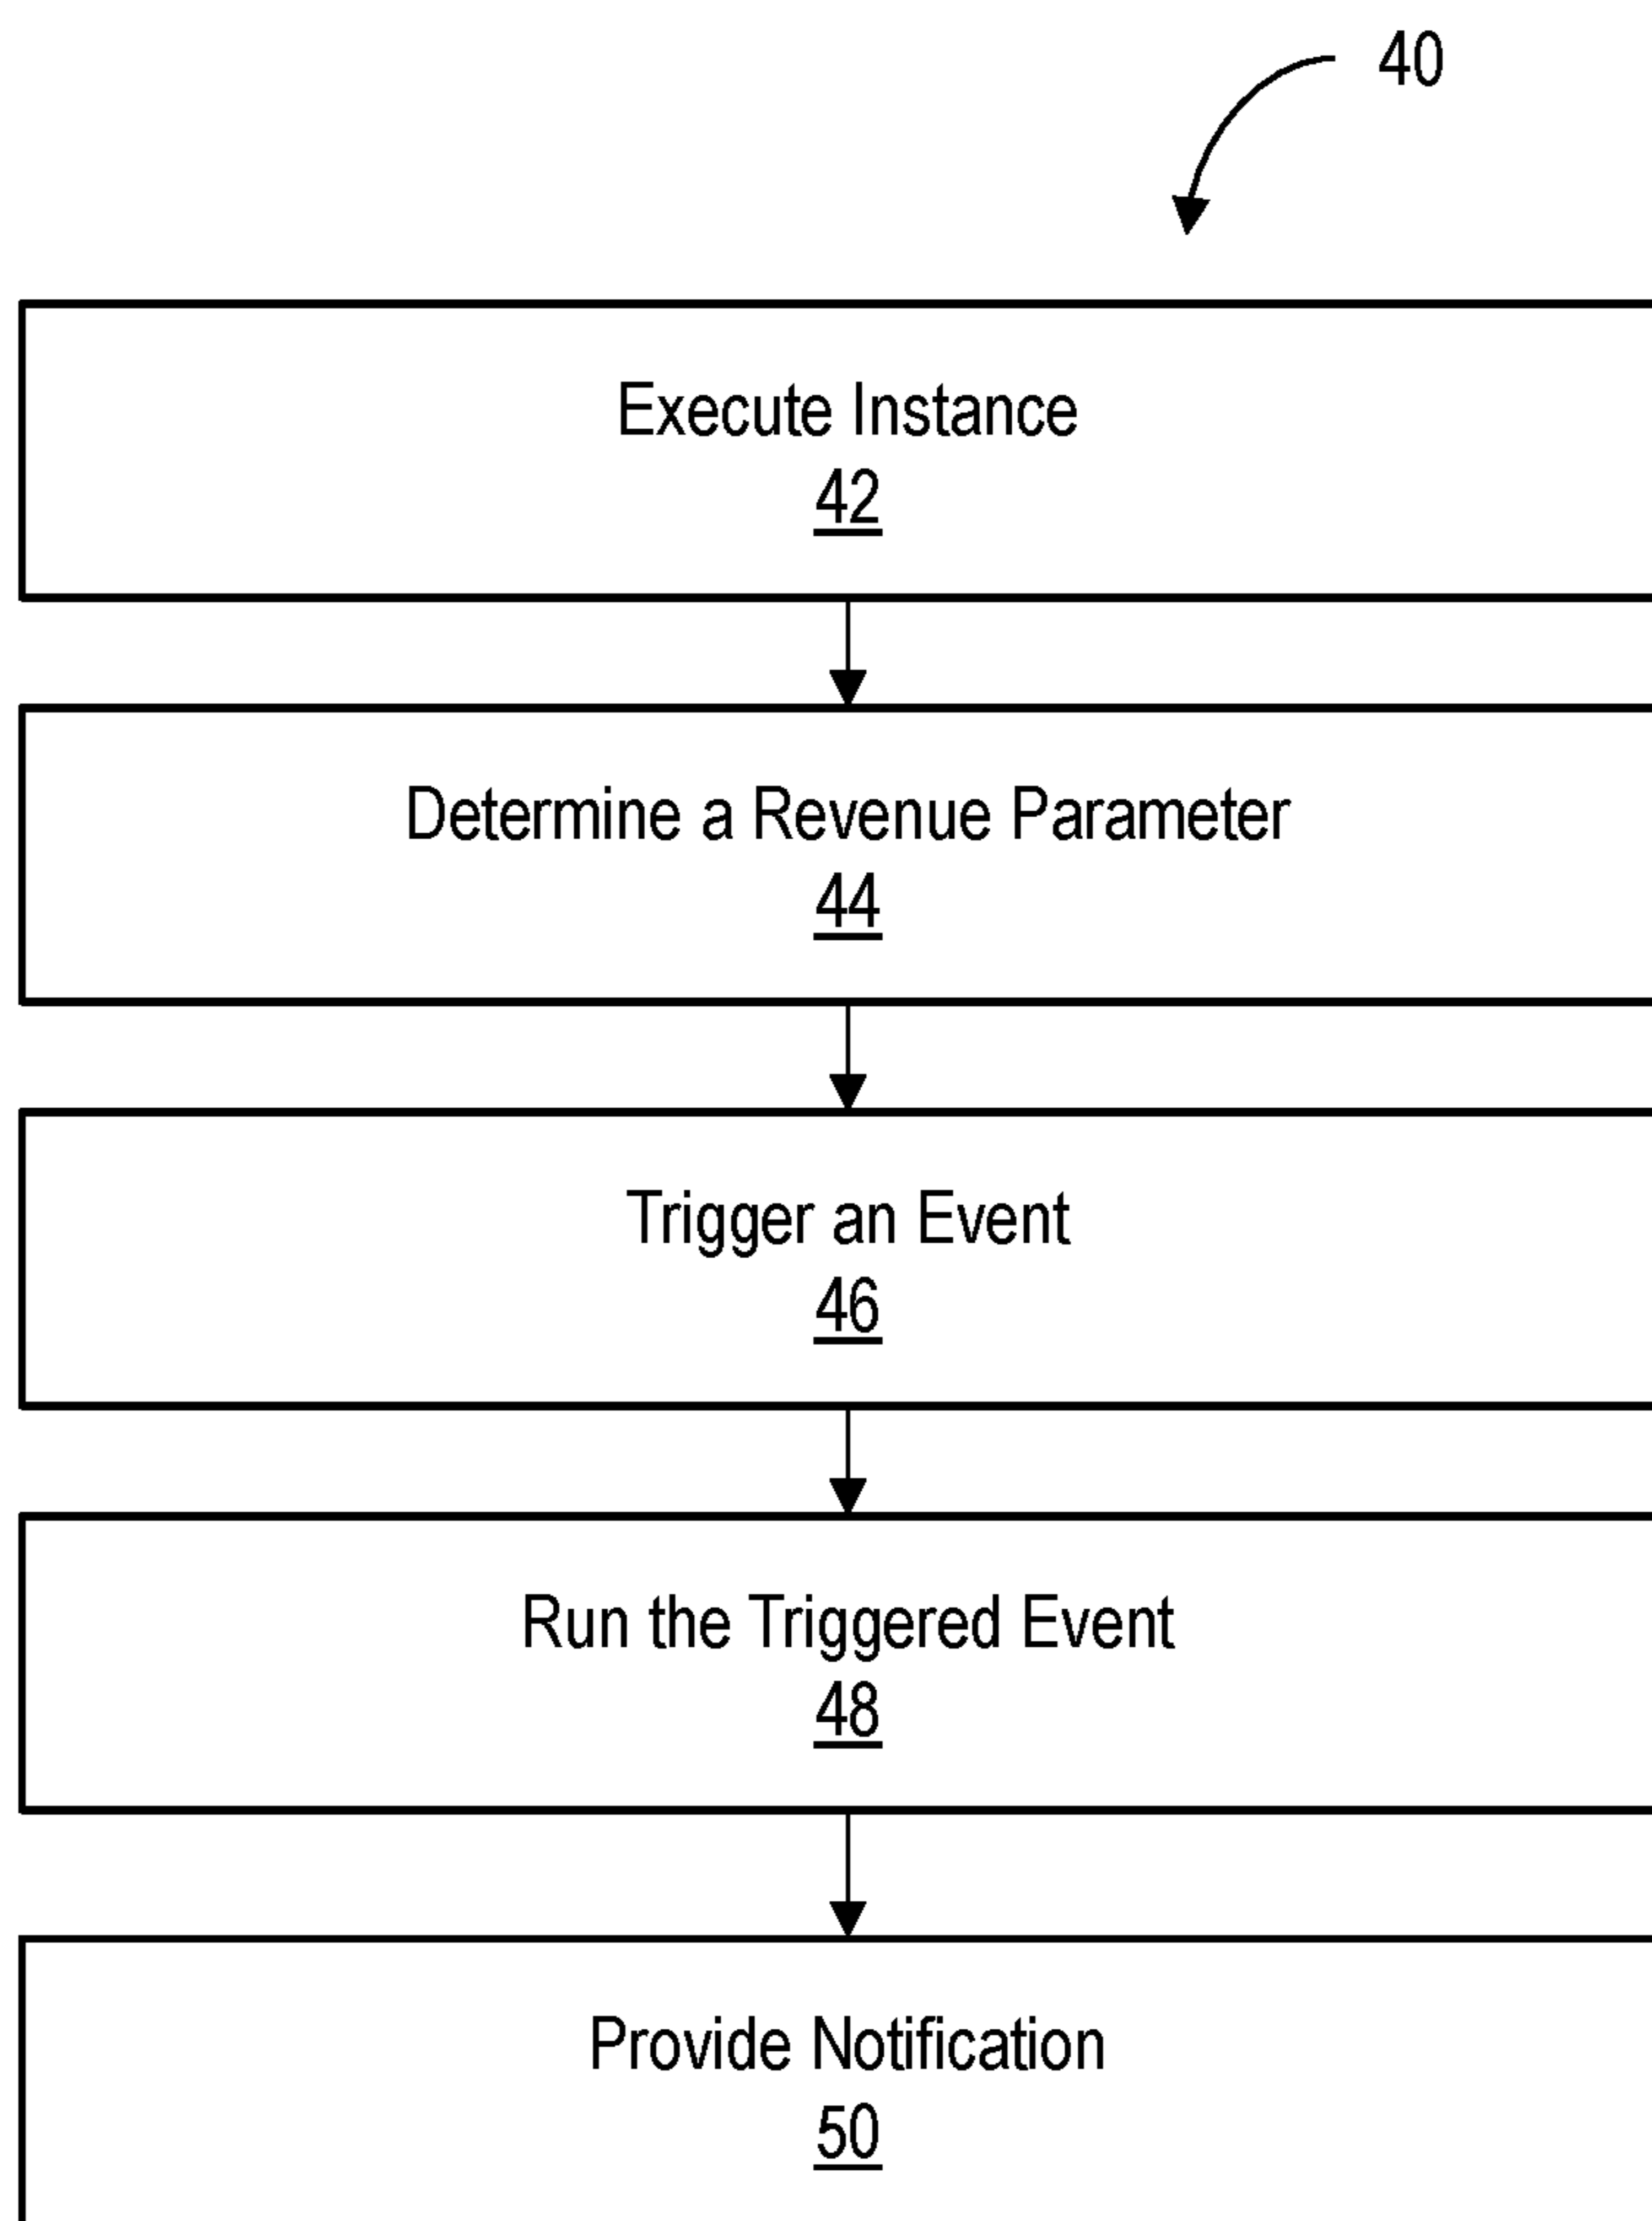 40
Execute Instance
42
Determine a Revenue Parameter
44
Trigger an Event
46
Run the Triggered Event
48
Provide Notification
50